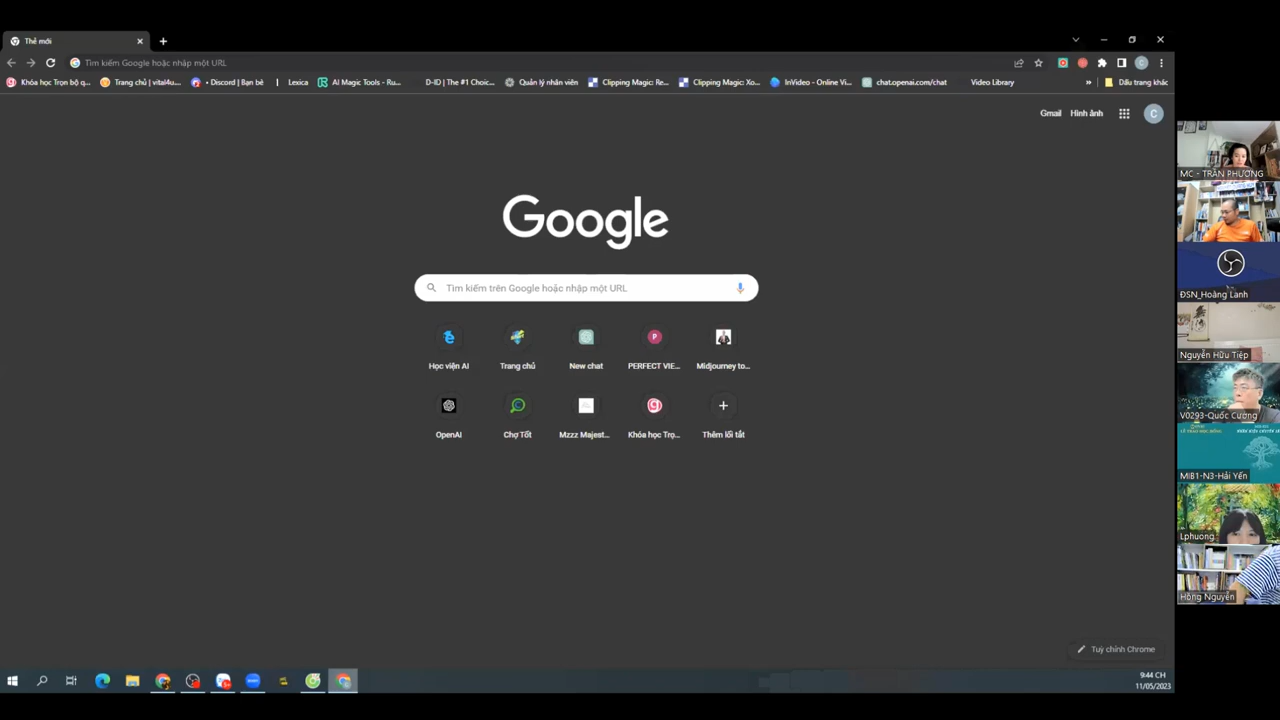 Thẻ mới
Tìm kiếm Google hoặc nhập một URL
Khóa học Trọn bộ q...
Trang chủ | vital4u...
• Discord | Bạn bè
Lexica
AI Magic Tools - Ru...
D-ID | The #1 Choic...
Quản lý nhân viên
Clipping Magic: Re...
Clipping Magic: Xo...
InVideo - Online Vi...
chat.openai.com/chat
Video Library
»
Dấu trang khác
Gmail
Hình ảnh
C
Google
Tìm kiếm trên Google hoặc nhập một URL
Học viện AI
Trang chủ
New chat
PERFECT VIE...
Midjourney to...
OpenAI
Chợ Tốt
Mzzz Majest...
Khóa học Trọ...
Thêm lối tắt
Tuỳ chỉnh Chrome
9:44 CH
11/05/2023
MC - TRẦN PHƯƠNG
ĐSN_Hoàng Lanh
Nguyễn Hữu Tiệp
V0293-Quốc Cường
MIB1-N3-Hải Yến
Lphuong
Hồng Nguyễn